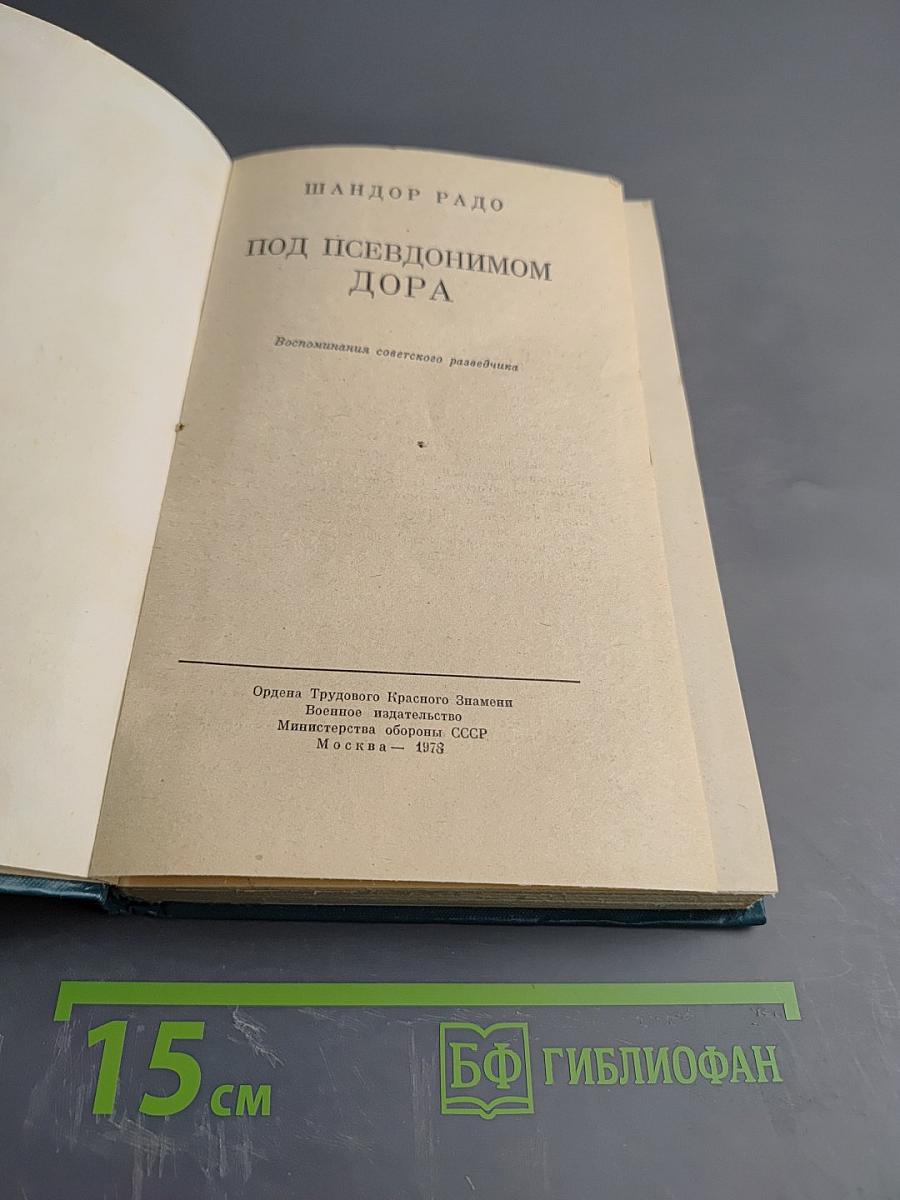 ШАНДОР РАДО
ПОД ПСЕВДОНИМОМ
ДОРА
Воспоминания советского разведчика
Ордена Трудового Красного Знамени
Военное издательство
Министерства обороны СССР
Москва — 1973
15 см
БФ ГИБЛИОФАН